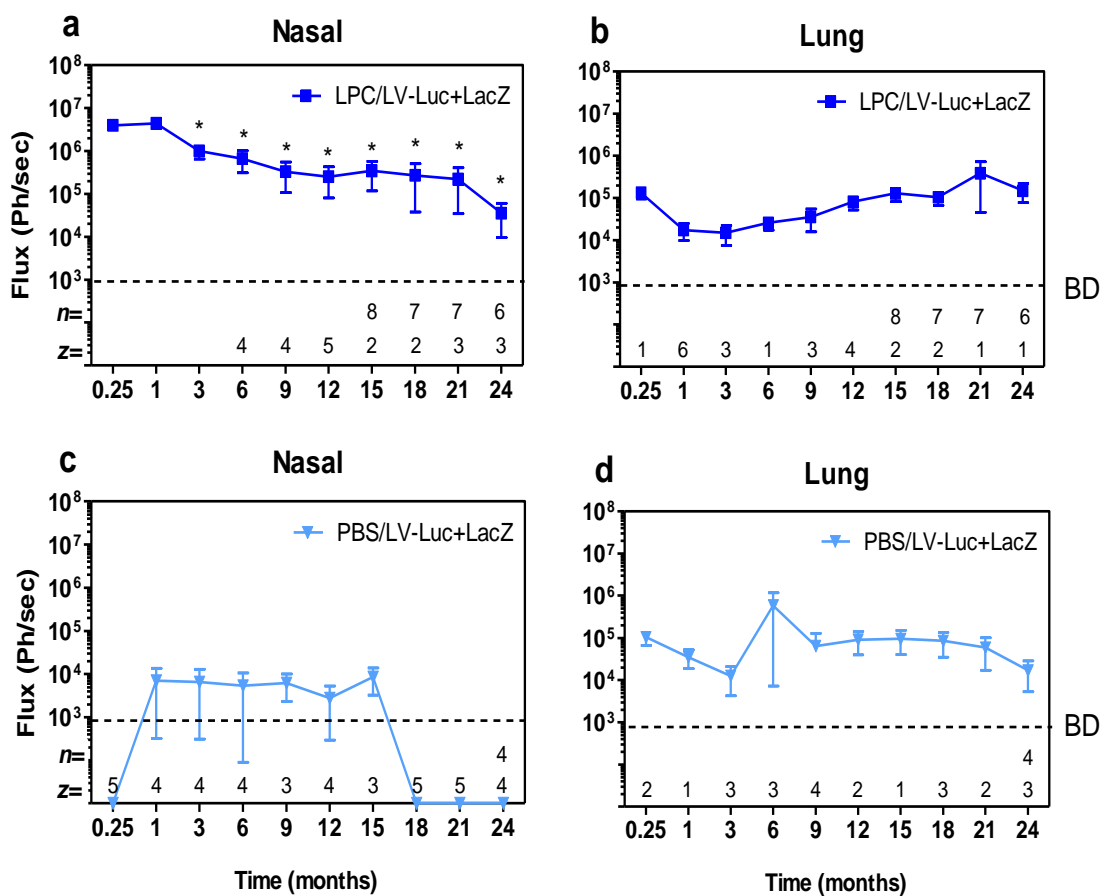 a
Nasal
10⁸
10⁷
10⁶
10⁵
10⁴
10³
Flux (Ph/sec)
LPC/LV-Luc+LacZ
* * * * * * * *
n= 8 7 7 6
z= 4 4 5 2 2 3 3
0.25 1 3 6 9 12 15 18 21 24
b
Lung
10⁸
10⁷
10⁶
10⁵
10⁴
10³
LPC/LV-Luc+LacZ
BD
8 7 7 6
1 6 3 1 3 4 2 2 1 1
0.25 1 3 6 9 12 15 18 21 24
c
Nasal
10⁸
10⁷
10⁶
10⁵
10⁴
10³
Flux (Ph/sec)
PBS/LV-Luc+LacZ
n= 4
z= 5 4 4 4 3 4 3 5 5 4
0.25 1 3 6 9 12 15 18 21 24
Time (months)
d
Lung
10⁸
10⁷
10⁶
10⁵
10⁴
10³
PBS/LV-Luc+LacZ
BD
4
2 1 3 3 4 2 1 3 2 3
0.25 1 3 6 9 12 15 18 21 24
Time (months)